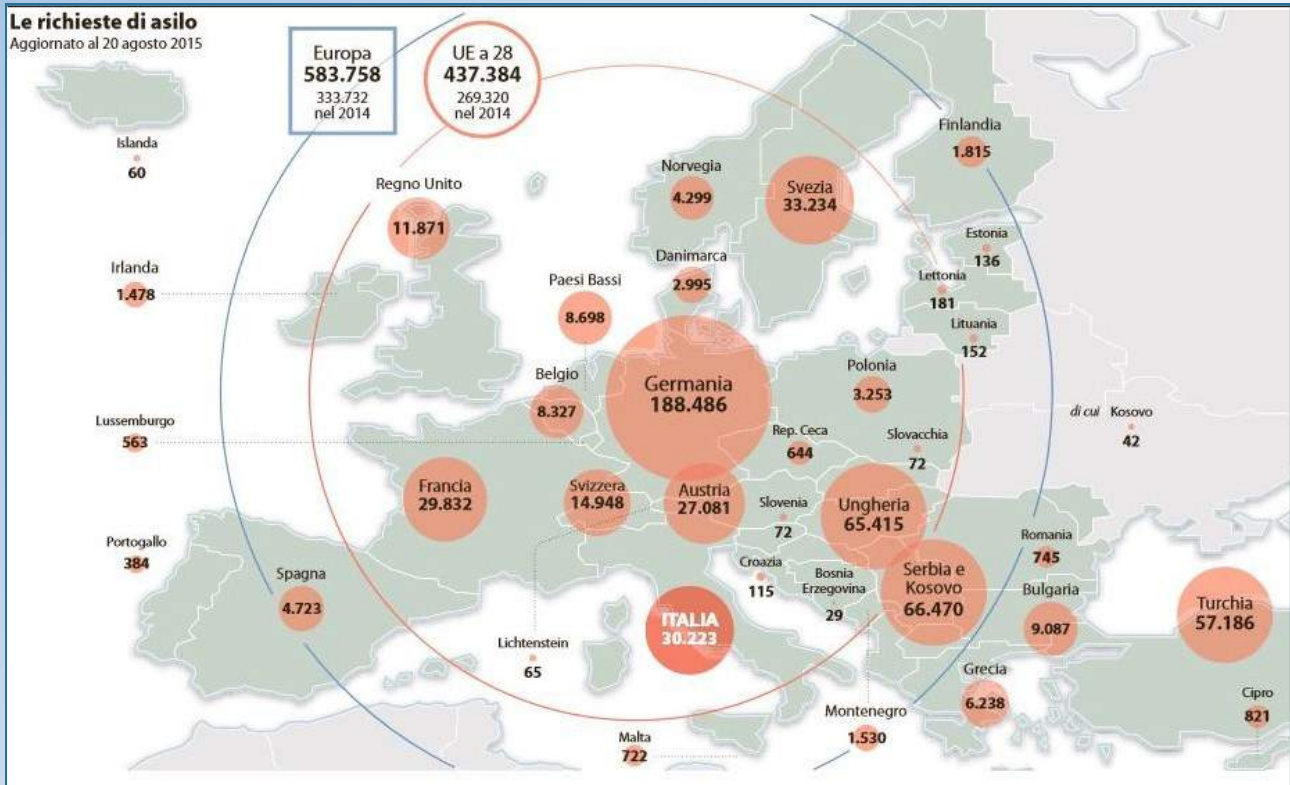 Le richieste di asilo
Aggiornato al 20 agosto 2015
Europa
583.758
333.732
nel 2014
UE a 28
437.384
269.320
nel 2014
Islanda
60
Regno Unito
11.871
Norvegia
4.299
Svezia
33.234
Finlandia
1.815
Estonia
136
Lettonia
181
Lituania
152
Irlanda
1.478
Paesi Bassi
8.698
Danimarca
2.995
Belgio
8.327
Germania
188.486
Polonia
3.253
di cui Kosovo
42
Lussemburgo
563
Rep. Ceca
644
Slovacchia
72
Francia
29.832
Svizzera
14.948
Austria
27.081
Slovenia
72
Ungheria
65.415
Portogallo
384
Spagna
4.723
Croazia
115
Bosnia
Erzegovina
29
Serbia e
Kosovo
66.470
Romania
745
Bulgaria
9.087
Turchia
57.186
ITALIA
30.223
Lichtenstein
65
Grecia
6.238
Cipro
821
Malta
722
Montenegro
1.530